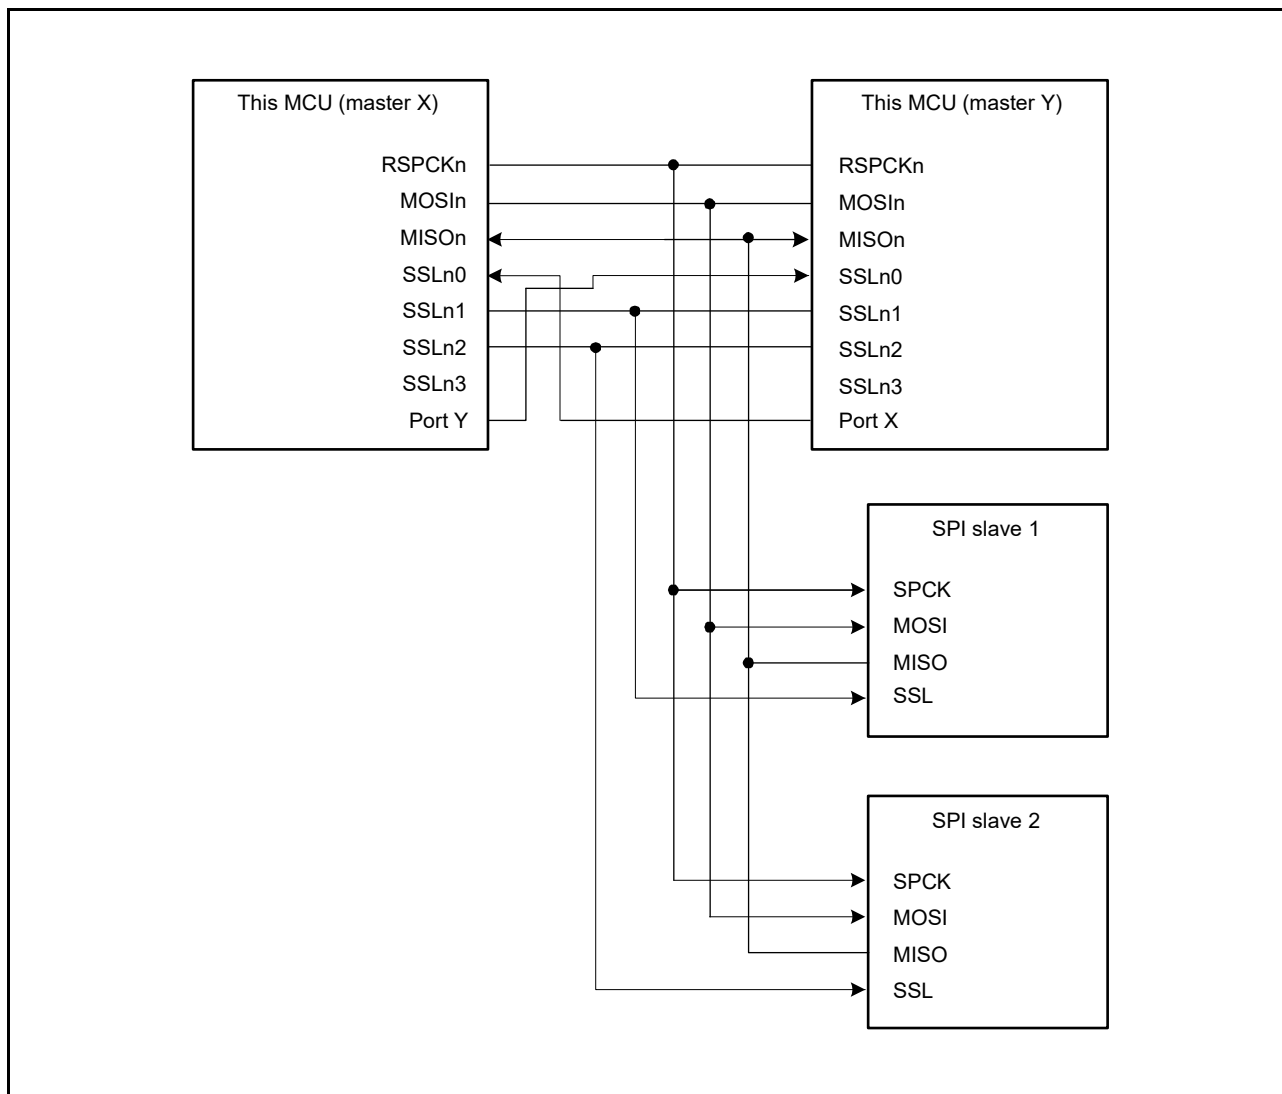 This MCU (master X)
RSPCKn
MOSIn
MISOn
SSLn0
SSLn1
SSLn2
SSLn3
Port Y
This MCU (master Y)
RSPCKn
MOSIn
MISOn
SSLn0
SSLn1
SSLn2
SSLn3
Port X
SPI slave 1
SPCK
MOSI
MISO
SSL
SPI slave 2
SPCK
MOSI
MISO
SSL